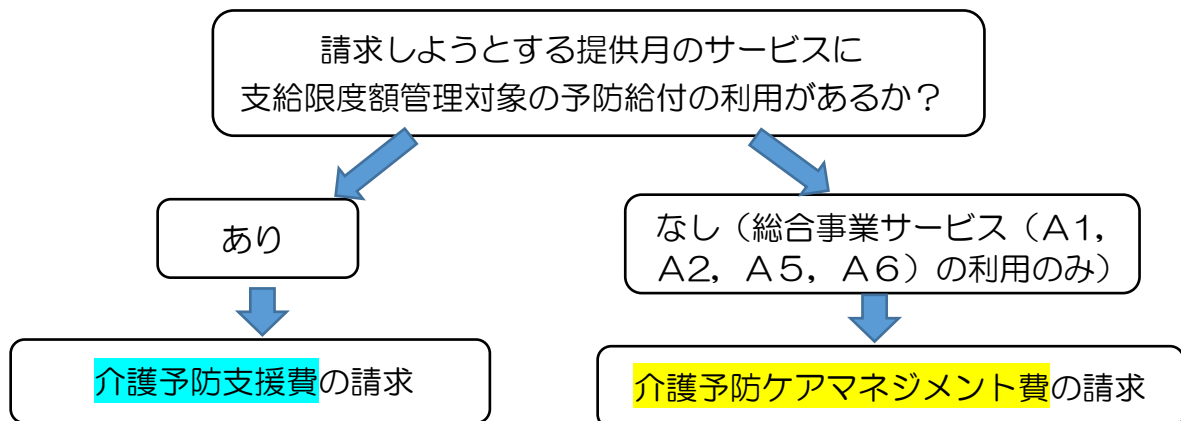 請求しようとする提供月のサービスに
支給限度額管理対象の予防給付の利用があるか？
あり
なし（総合事業サービス（Ａ1，
Ａ2，Ａ５，Ａ６）の利用のみ）
介護予防支援費の請求
介護予防ケアマネジメント費の請求